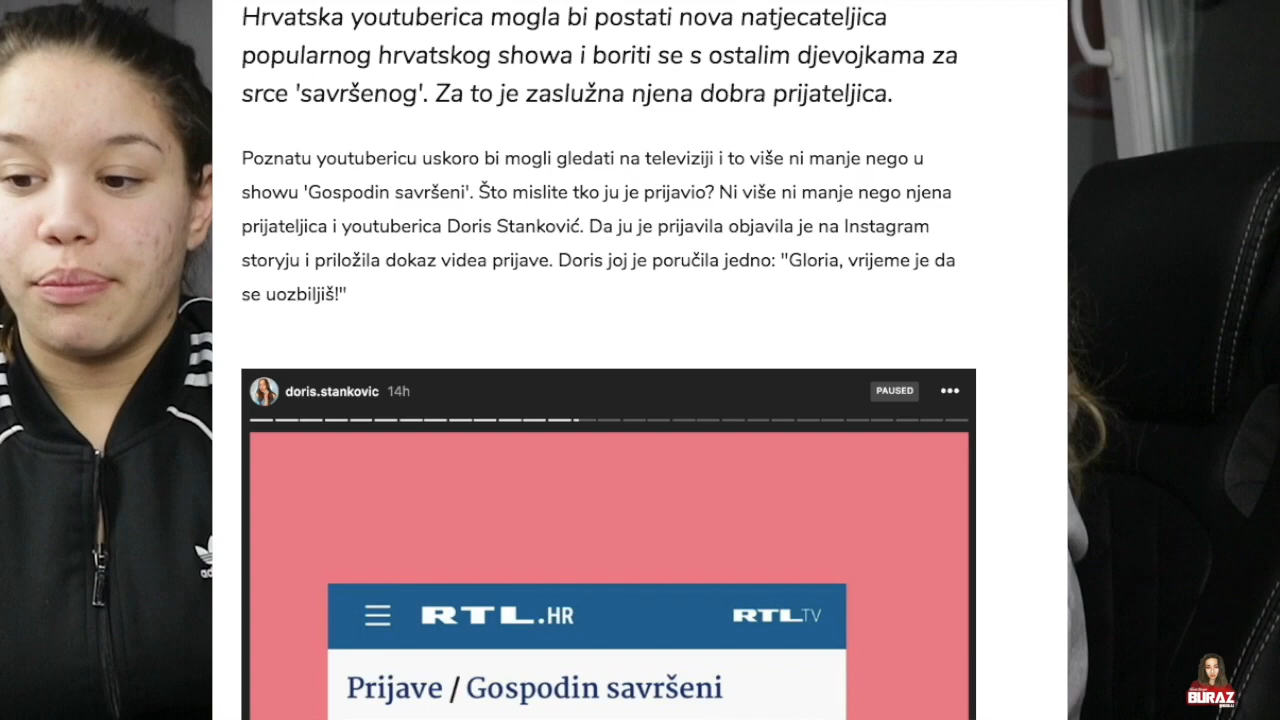 Hrvatska youtuberica mogla bi postati nova natjecateljica
popularnog hrvatskog showa i boriti se s ostalim djevojkama za
srce 'savršenog'. Za to je zaslužna njena dobra prijateljica.
Poznatu youtubericu uskoro bi mogli gledati na televiziji i to više ni manje nego u
showu 'Gospodin savršeni'. Što mislite tko ju je prijavio? Ni više ni manje nego njena
prijateljica i youtuberica Doris Stanković. Da ju je prijavila objavila je na Instagram
storyju i priložila dokaz videa prijave. Doris joj je poručila jedno: "Gloria, vrijeme je da
se uozbiljiš!"
doris.stankovic 14h PAUSED
RTL.HR RTLTV
Prijave / Gospodin savršeni
BURAZ